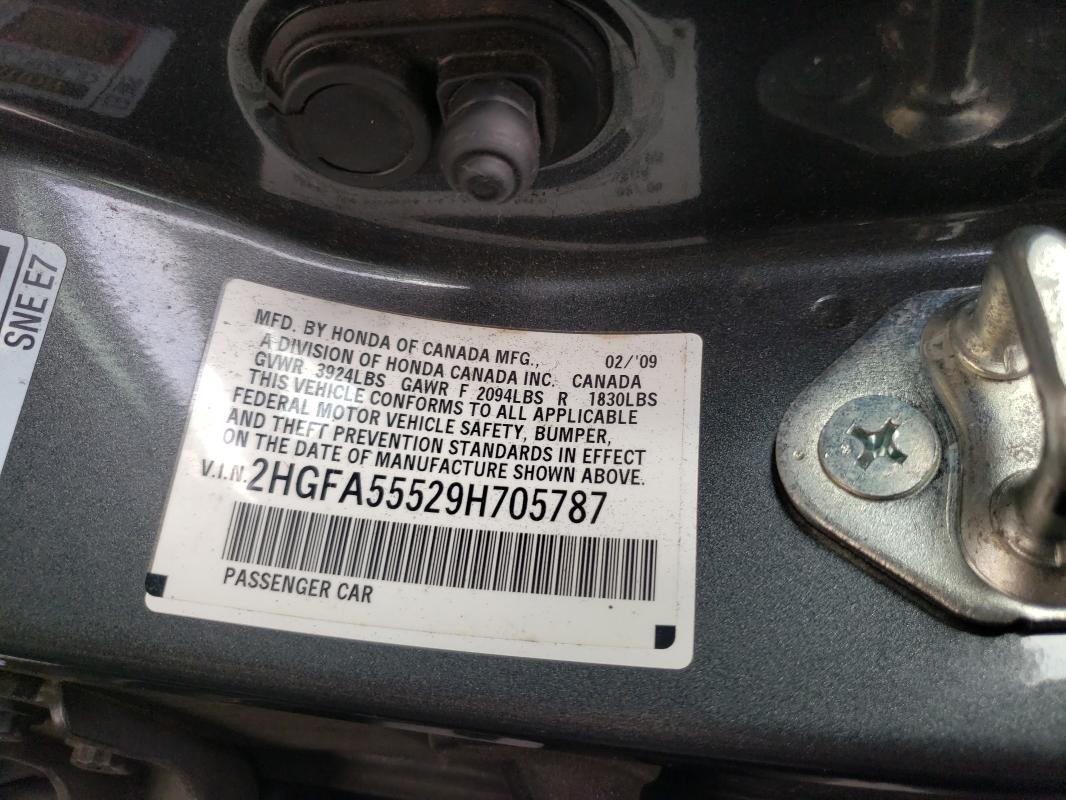 SNE E7
MFD. BY HONDA OF CANADA MFG., 02/'09
A DIVISION OF HONDA CANADA INC. CANADA
GVWR 3924LBS GAWR F 2094LBS R 1830LBS
THIS VEHICLE CONFORMS TO ALL APPLICABLE
FEDERAL MOTOR VEHICLE SAFETY, BUMPER,
AND THEFT PREVENTION STANDARDS IN EFFECT
ON THE DATE OF MANUFACTURE SHOWN ABOVE.
V.I.N. 2HGFA55529H705787
PASSENGER CAR